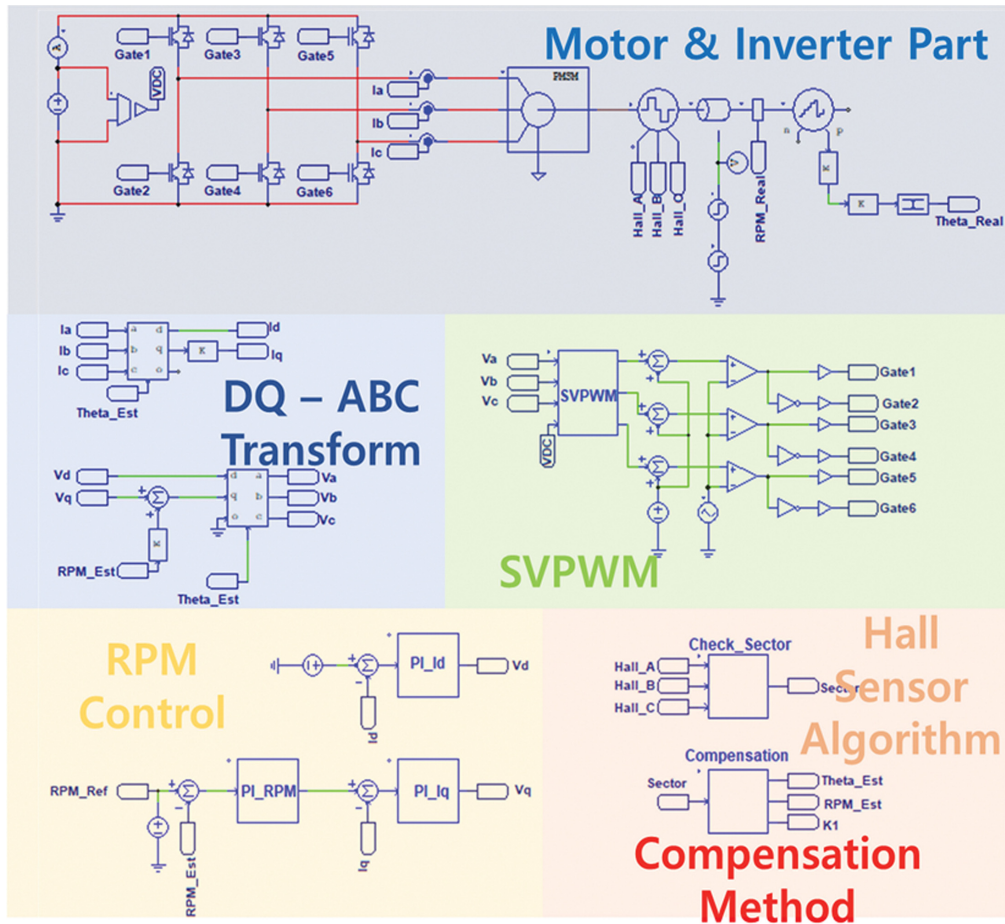 Motor & Inverter Part
A
Gate1
Gate3
Gate5
VDC
Ia
Ib
Ic
PMSM
Gate2
Gate4
Gate6
Hall_A
Hall_B
Hall_C
V
RPM_Real
n
p
K
K
Theta_Real
Ia
Ib
Ic
a
b
c
d
q
o
K
Id
Iq
Theta_Est
DQ – ABC
Transform
Vd
Vq
K
RPM_Est
d
q
o
a
b
c
Va
Vb
Vc
Theta_Est
Va
Vb
Vc
VDC
SVPWM
Gate1
Gate2
Gate3
Gate4
Gate5
Gate6
SVPWM
RPM
Control
PI_Id
Vd
Id
RPM_Ref
PI_RPM
PI_Iq
Vq
RPM_Est
Iq
Hall
Sensor
Algorithm
Check_Sector
Hall_A
Hall_B
Hall_C
Sector
Compensation
Sector
Theta_Est
RPM_Est
K1
Compensation
Method